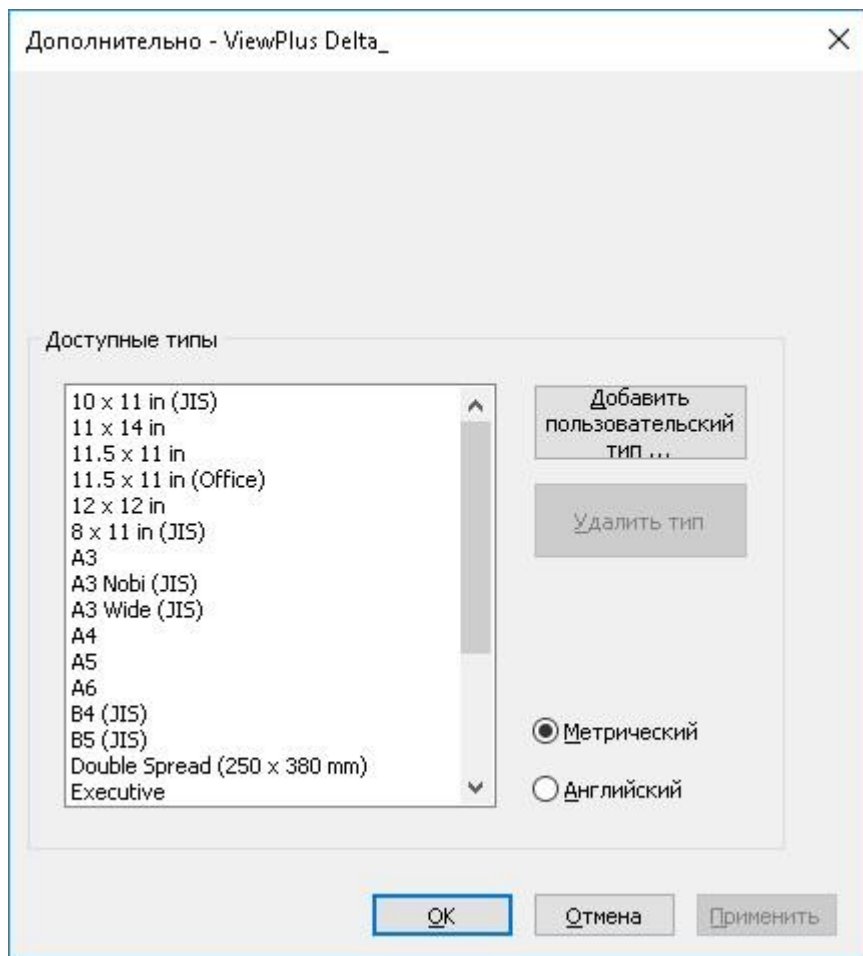 Дополнительно - ViewPlus Delta_
Доступные типы
10 x 11 in (JIS)
11 x 14 in
11.5 x 11 in
11.5 x 11 in (Office)
12 x 12 in
8 x 11 in (JIS)
A3
A3 Nobi (JIS)
A3 Wide (JIS)
A4
A5
A6
B4 (JIS)
B5 (JIS)
Double Spread (250 x 380 mm)
Executive
Добавить
пользовательский
тип ...
Удалить тип
Метрический
Английский
OK
Отмена
Применить